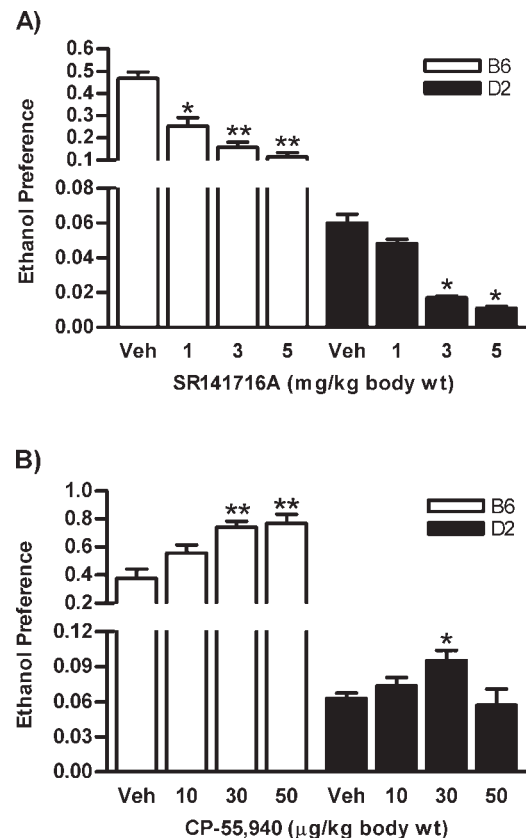 A)
Ethanol Preference
0.6
0.5
0.4
0.3
0.2
0.1
0.08
0.06
0.04
0.02
0.00
* ** ** * *
B6
D2
Veh 1 3 5 Veh 1 3 5
SR141716A (mg/kg body wt)
B)
Ethanol Preference
1.0
0.8
0.6
0.4
0.2
0.12
0.09
0.06
0.03
0.00
** ** *
B6
D2
Veh 10 30 50 Veh 10 30 50
CP-55,940 (μg/kg body wt)